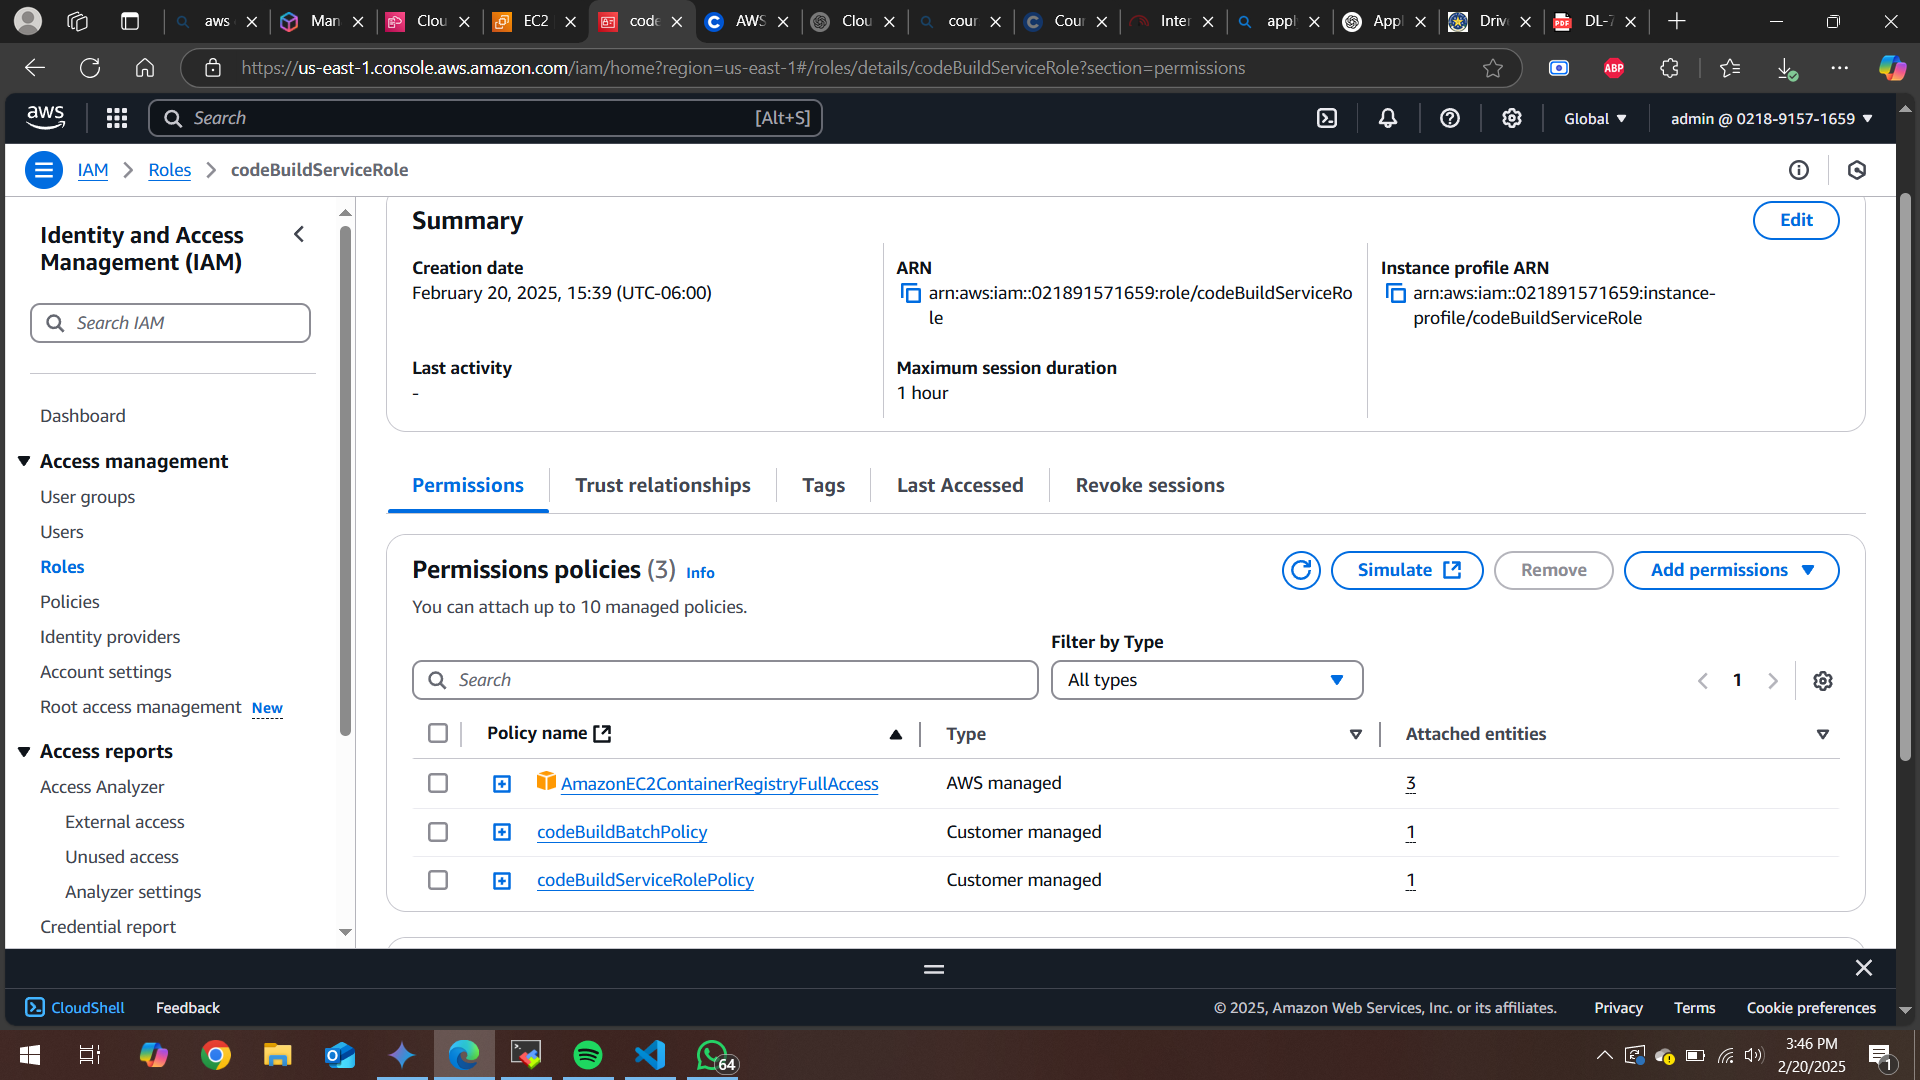 aws
Man
Clou
EC2
code
AWS
Clou
cour
Cour
Inter
apply
Appl
Drive
DL-7
https://us-east-1.console.aws.amazon.com/iam/home?region=us-east-1#/roles/details/codeBuildServiceRole?section=permissions
ABP
aws
Search
[Alt+S]
Global
admin @ 0218-9157-1659
IAM
Roles
codeBuildServiceRole
Identity and Access
Management (IAM)
Search IAM
Dashboard
Access management
User groups
Users
Roles
Policies
Identity providers
Account settings
Root access management New
Access reports
Access Analyzer
External access
Unused access
Analyzer settings
Credential report
Summary
Edit
Creation date
February 20, 2025, 15:39 (UTC-06:00)
ARN
arn:aws:iam::021891571659:role/codeBuildServiceRo
le
Instance profile ARN
arn:aws:iam::021891571659:instance-
profile/codeBuildServiceRole
Last activity
-
Maximum session duration
1 hour
Permissions
Trust relationships
Tags
Last Accessed
Revoke sessions
Permissions policies (3) Info
Simulate
Remove
Add permissions
You can attach up to 10 managed policies.
Filter by Type
Search
All types
1
Policy name
Type
Attached entities
AmazonEC2ContainerRegistryFullAccess
AWS managed
3
codeBuildBatchPolicy
Customer managed
1
codeBuildServiceRolePolicy
Customer managed
1
CloudShell
Feedback
© 2025, Amazon Web Services, Inc. or its affiliates.
Privacy
Terms
Cookie preferences
64
3:46 PM
2/20/2025
1